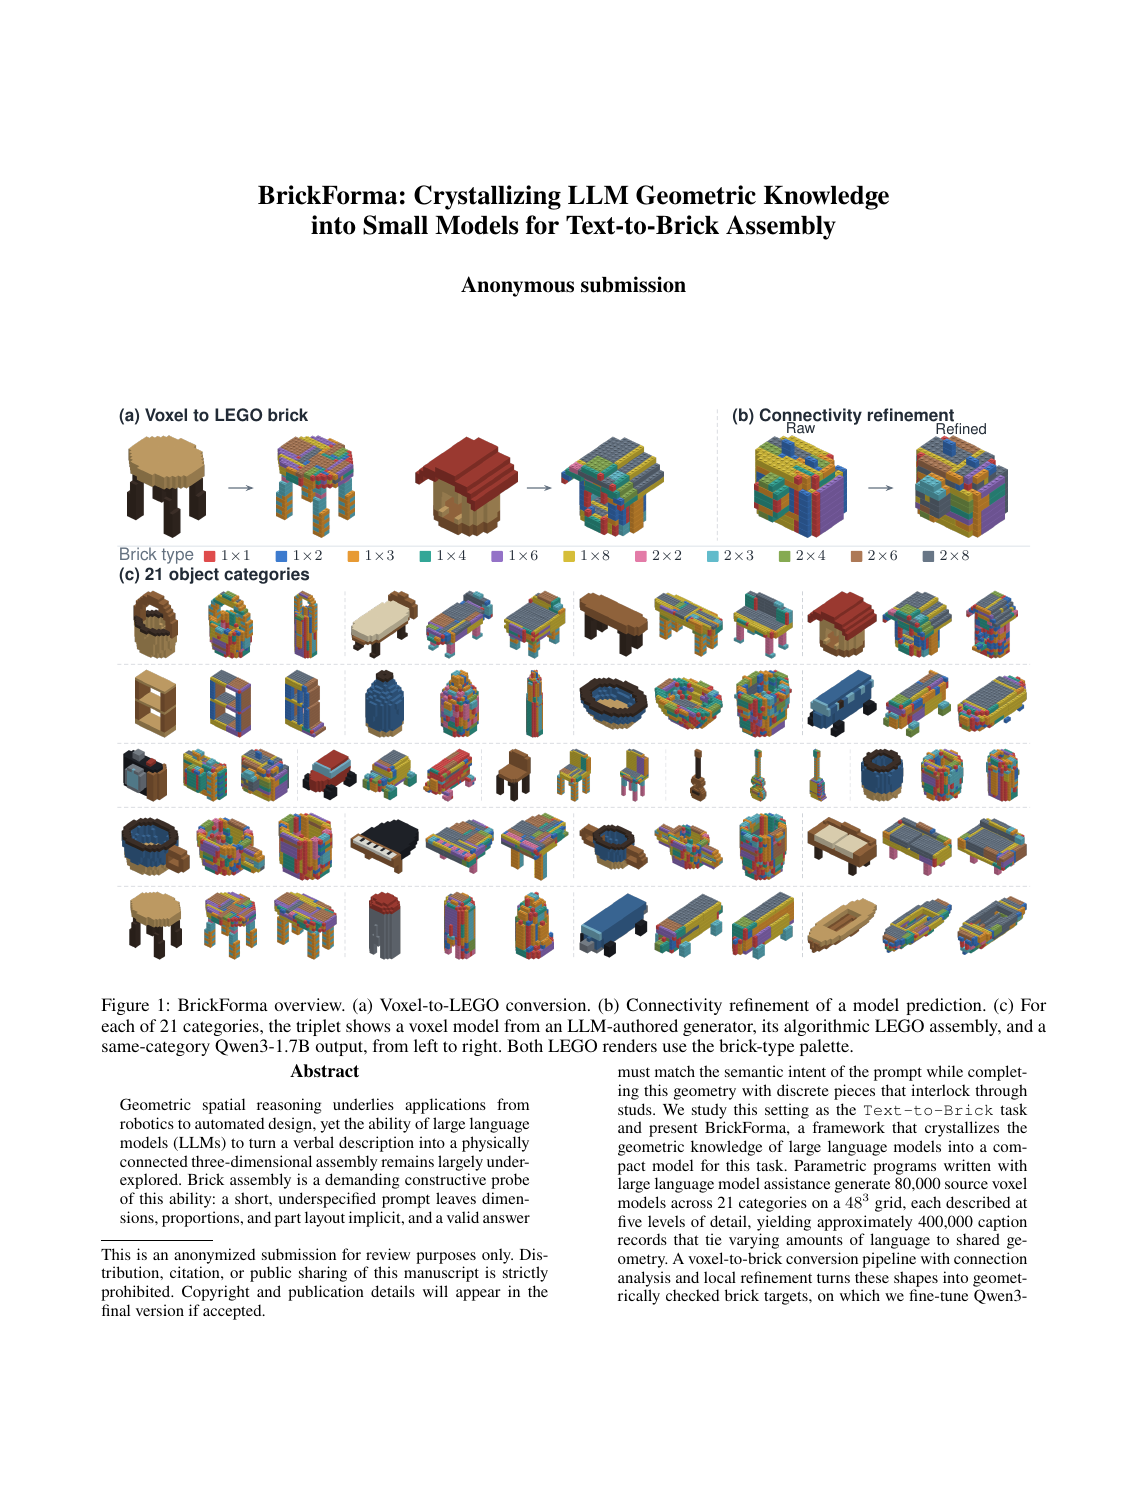 BrickForma: Crystallizing LLM Geometric Knowledge
into Small Models for Text-to-Brick Assembly
Anonymous submission
(a) Voxel to LEGO brick
(b) Connectivity refinement
Raw
Refined
Brick type 1×1 1×2 1×3 1×4 1×6 1×8 2×2 2×3 2×4 2×6 2×8
(c) 21 object categories
Figure 1: BrickForma overview. (a) Voxel-to-LEGO conversion. (b) Connectivity refinement of a model prediction. (c) For
each of 21 categories, the triplet shows a voxel model from an LLM-authored generator, its algorithmic LEGO assembly, and a
same-category Qwen3-1.7B output, from left to right. Both LEGO renders use the brick-type palette.
Abstract
Geometric spatial reasoning underlies applications from
robotics to automated design, yet the ability of large language
models (LLMs) to turn a verbal description into a physically
connected three-dimensional assembly remains largely under-
explored. Brick assembly is a demanding constructive probe
of this ability: a short, underspecified prompt leaves dimen-
sions, proportions, and part layout implicit, and a valid answer
This is an anonymized submission for review purposes only. Dis-
tribution, citation, or public sharing of this manuscript is strictly
prohibited. Copyright and publication details will appear in the
final version if accepted.
must match the semantic intent of the prompt while complet-
ing this geometry with discrete pieces that interlock through
studs. We study this setting as the Text-to-Brick task
and present BrickForma, a framework that crystallizes the
geometric knowledge of large language models into a com-
pact model for this task. Parametric programs written with
large language model assistance generate 80,000 source voxel
models across 21 categories on a 48³ grid, each described at
five levels of detail, yielding approximately 400,000 caption
records that tie varying amounts of language to shared ge-
ometry. A voxel-to-brick conversion pipeline with connection
analysis and local refinement turns these shapes into geomet-
rically checked brick targets, on which we fine-tune Qwen3-